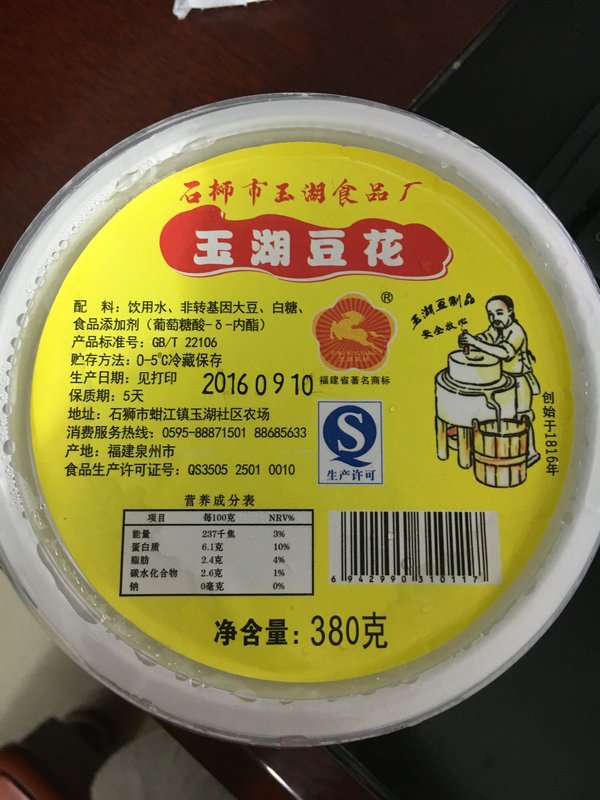 石狮市玉湖食品厂
玉湖豆花
配 料：饮用水、非转基因大豆、白糖、
食品添加剂（葡萄糖酸-δ-内酯）
产品标准号：GB/T 22106
贮存方法：0-5℃冷藏保存
生产日期：见打印
20160910
保质期：5天
地址：石狮市蚶江镇玉湖社区农场
消费服务热线：0595-88871501 88685633
产地：福建泉州市
食品生产许可证号：QS3505 2501 0010
®
福建省著名商标
QS
生产许可
玉湖豆制品
安全放心
创始于1816年
营养成分表
项目 每100克 NRV%
能量 237千焦 3%
蛋白质 6.1克 10%
脂肪 2.4克 4%
碳水化合物 2.6克 1%
钠 0毫克 0%
6942990310117
净含量：380克